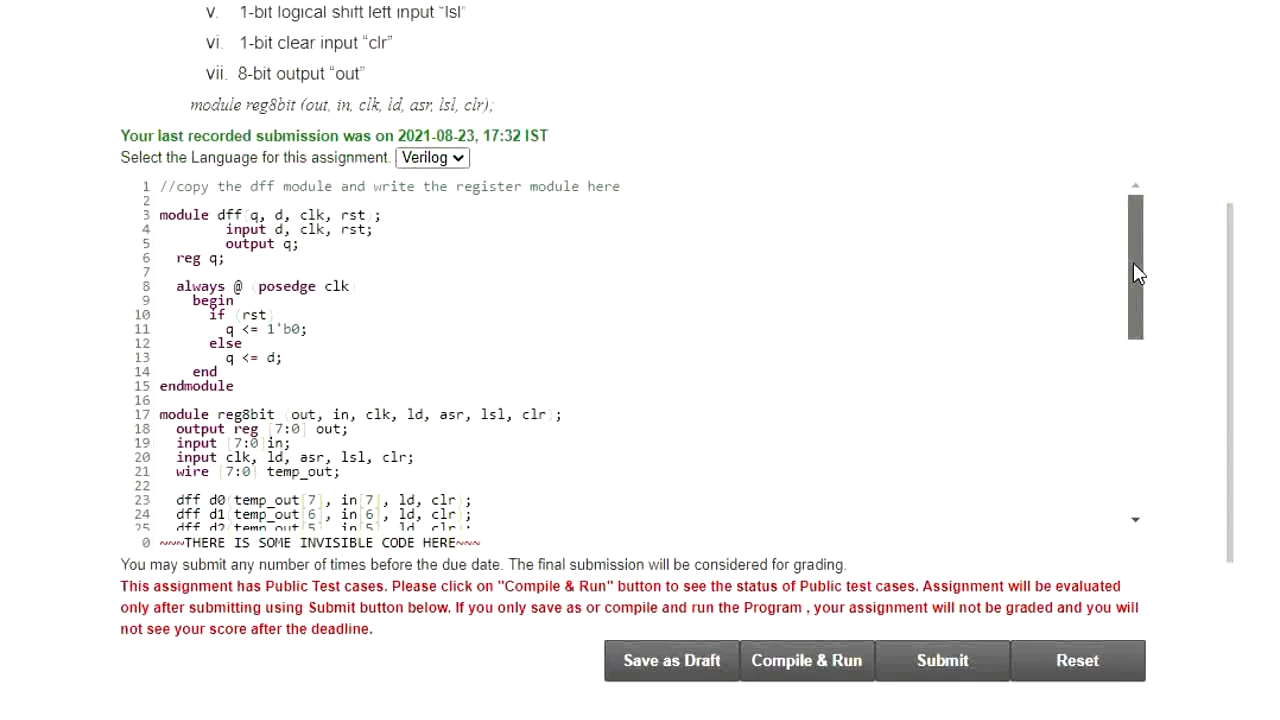 v. 1-bit logical shift left input "lsl"
vi. 1-bit clear input "clr"
vii. 8-bit output "out"
module reg8bit (out, in, clk, ld, asr, lsl, clr);
Your last recorded submission was on 2021-08-23, 17:32 IST
Select the Language for this assignment. Verilog
1 //copy the dff module and write the register module here
2
3 module dff(q, d, clk, rst);
4 input d, clk, rst;
5 output q;
6 reg q;
7
8 always @ (posedge clk)
9 begin
10 if (rst)
11 q <= 1'b0;
12 else
13 q <= d;
14 end
15 endmodule
16
17 module reg8bit (out, in, clk, ld, asr, lsl, clr);
18 output reg [7:0] out;
19 input [7:0]in;
20 input clk, ld, asr, lsl, clr;
21 wire [7:0] temp_out;
22
23 dff d0(temp_out[7], in[7], ld, clr);
24 dff d1(temp_out[6], in[6], ld, clr);
25 dff d2(temp_out[5], in[5], ld, clr);
0 ~~~THERE IS SOME INVISIBLE CODE HERE~~~
You may submit any number of times before the due date. The final submission will be considered for grading.
This assignment has Public Test cases. Please click on "Compile & Run" button to see the status of Public test cases. Assignment will be evaluated
only after submitting using Submit button below. If you only save as or compile and run the Program , your assignment will not be graded and you will
not see your score after the deadline.
Save as Draft Compile & Run Submit Reset